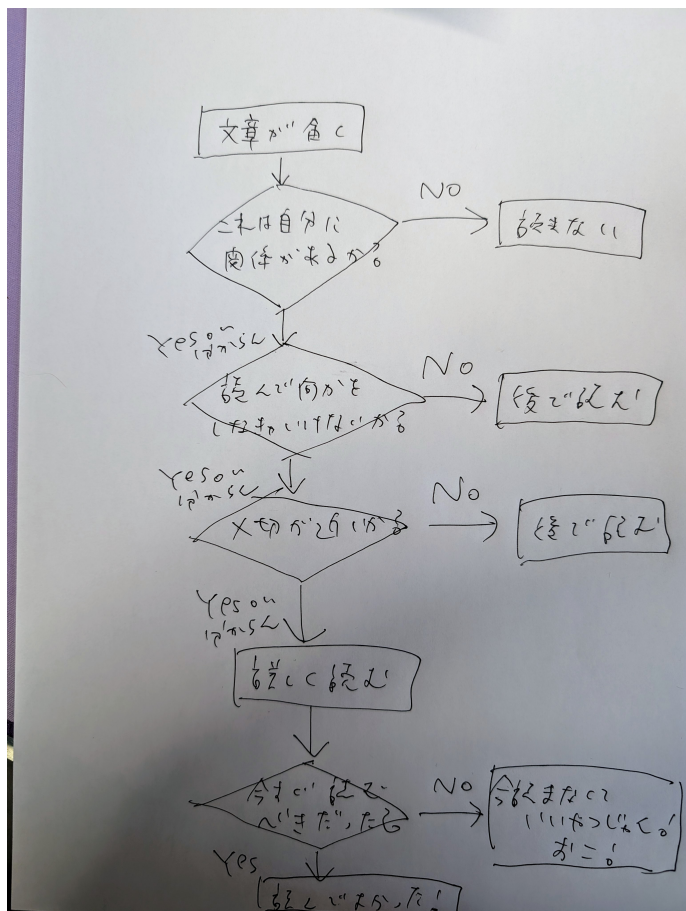 文章が届く
これは自分に
関係があるか?
NO
読まない
Yes or
わからん
読んで何かを
しなきゃいけないか?
No
後で読む
Yes or
わからん
〆切が近いか?
No
後で読む
Yes or
わからん
詳しく読む
今すぐ読む
べきだった?
NO
今読まなくて
いいやつじゃん!
おこ!
Yes
読んでよかった!